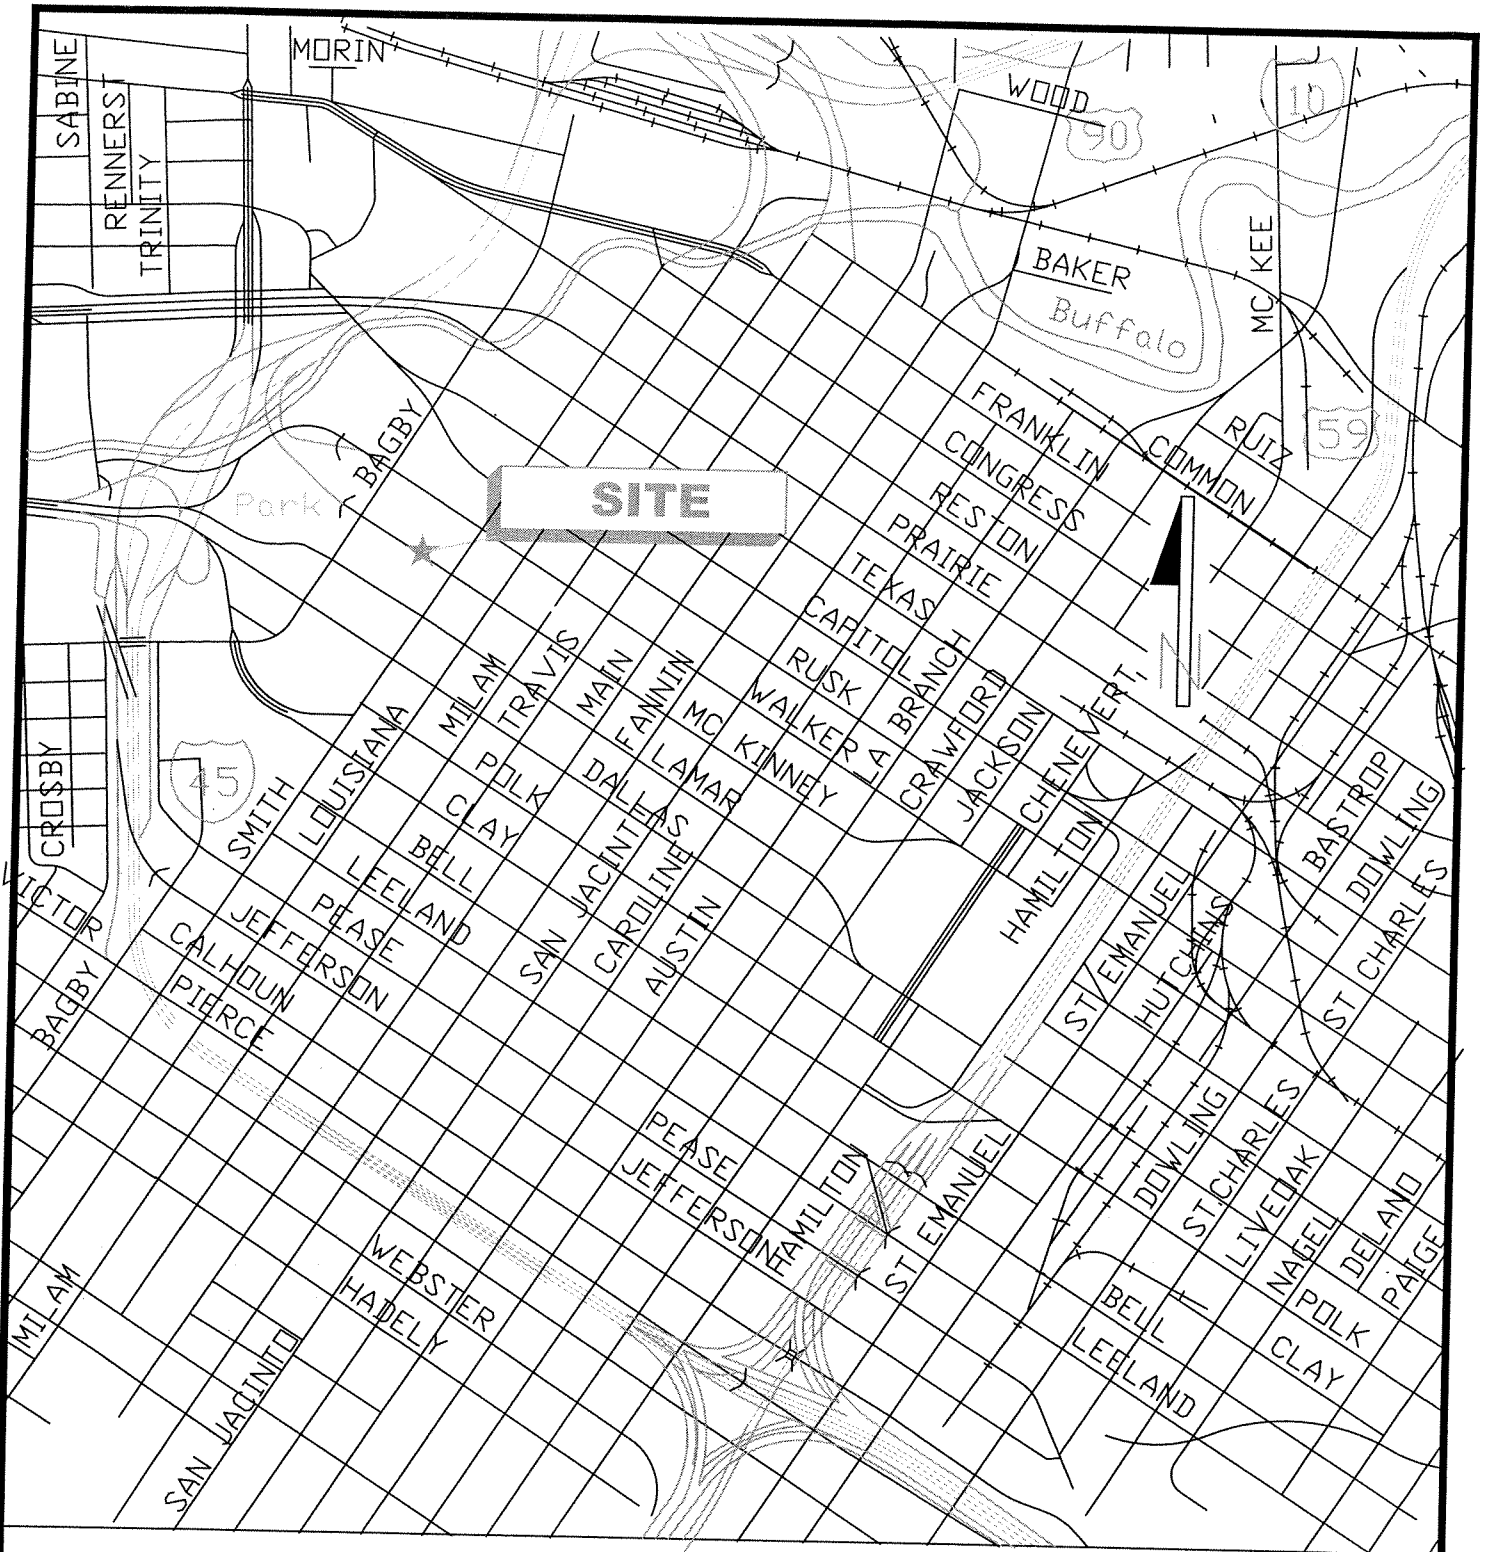 MORIN
SABINE
RENNERST
TRINITY
WOOD
90
10
BAKER
MC KEE
Buffalo
BAGBY
FRANKLIN
RUIZ
59
COMMON
CONGRESS
RESTON
PRAIRIE
TEXAS
CAPITOL
Park
SITE
N
RUSK
WALKER
LA BRANCH
CRAWFORD
JACKSON
CHENEVERT.
MILAM
TRAVIS
MAIN
FANNIN
MC KINNEY
LAMAR
DALLAS
POLK
CLAY
BELL
LEELAND
PEASE
JEFFERSON
CALHOUN
PIERCE
CROSBY
45
SMITH
LOUISIANA
SAN JACINTO
CAROLINE
AUSTIN
HAMILTON
BASTROP
DOWLING
ST CHARLES
ST EMANUEL
HUTCHINS
VICTOR
BAGBY
PEASE
JEFFERSON
HAMILTON
ST EMANUEL
DOWLING
ST.CHARLES
LIVEOAK
NAGEL
DELANO
PAIGE
WEBSTER
HADELY
MILAM
SAN JACINTO
BELL
LEELAND
POLK
CLAY